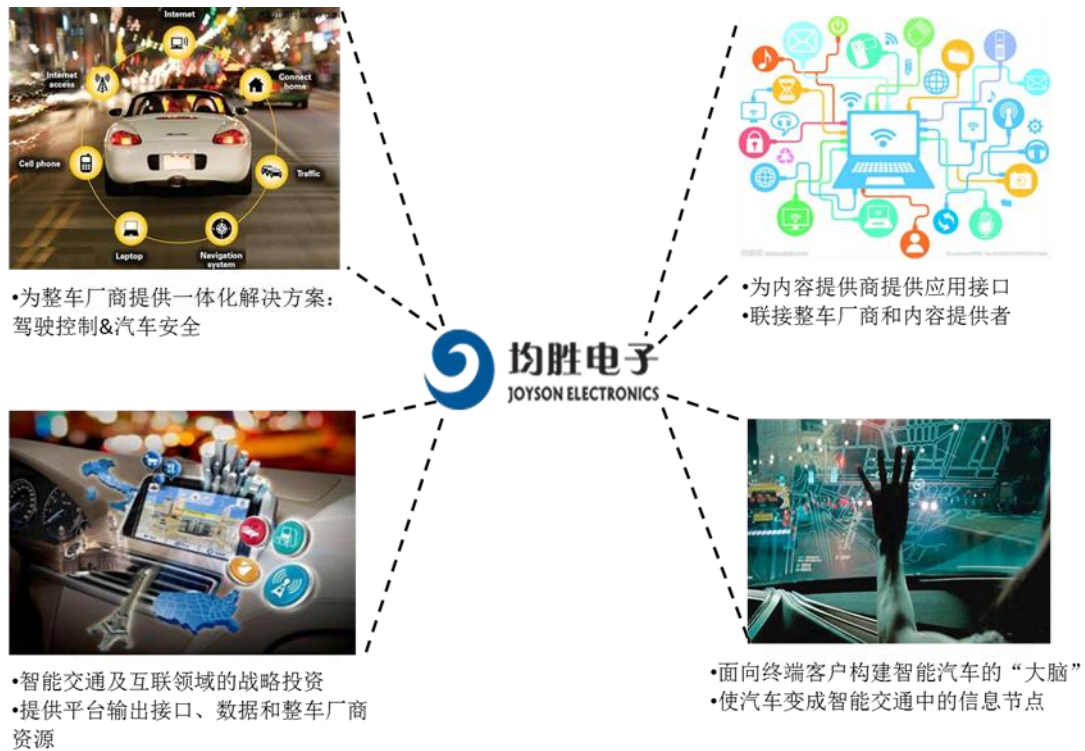 Internet
Internet
access
Connect
home
Cell phone
Traffic
Laptop
Navigation
system
•为整车厂商提供一体化解决方案：
驾驶控制&汽车安全
•为内容提供商提供应用接口
•联接整车厂商和内容提供者
均胜电子
JOYSON ELECTRONICS
•智能交通及互联领域的战略投资
•提供平台输出接口、数据和整车厂商
资源
•面向终端客户构建智能汽车的“大脑”
•使汽车变成智能交通中的信息节点